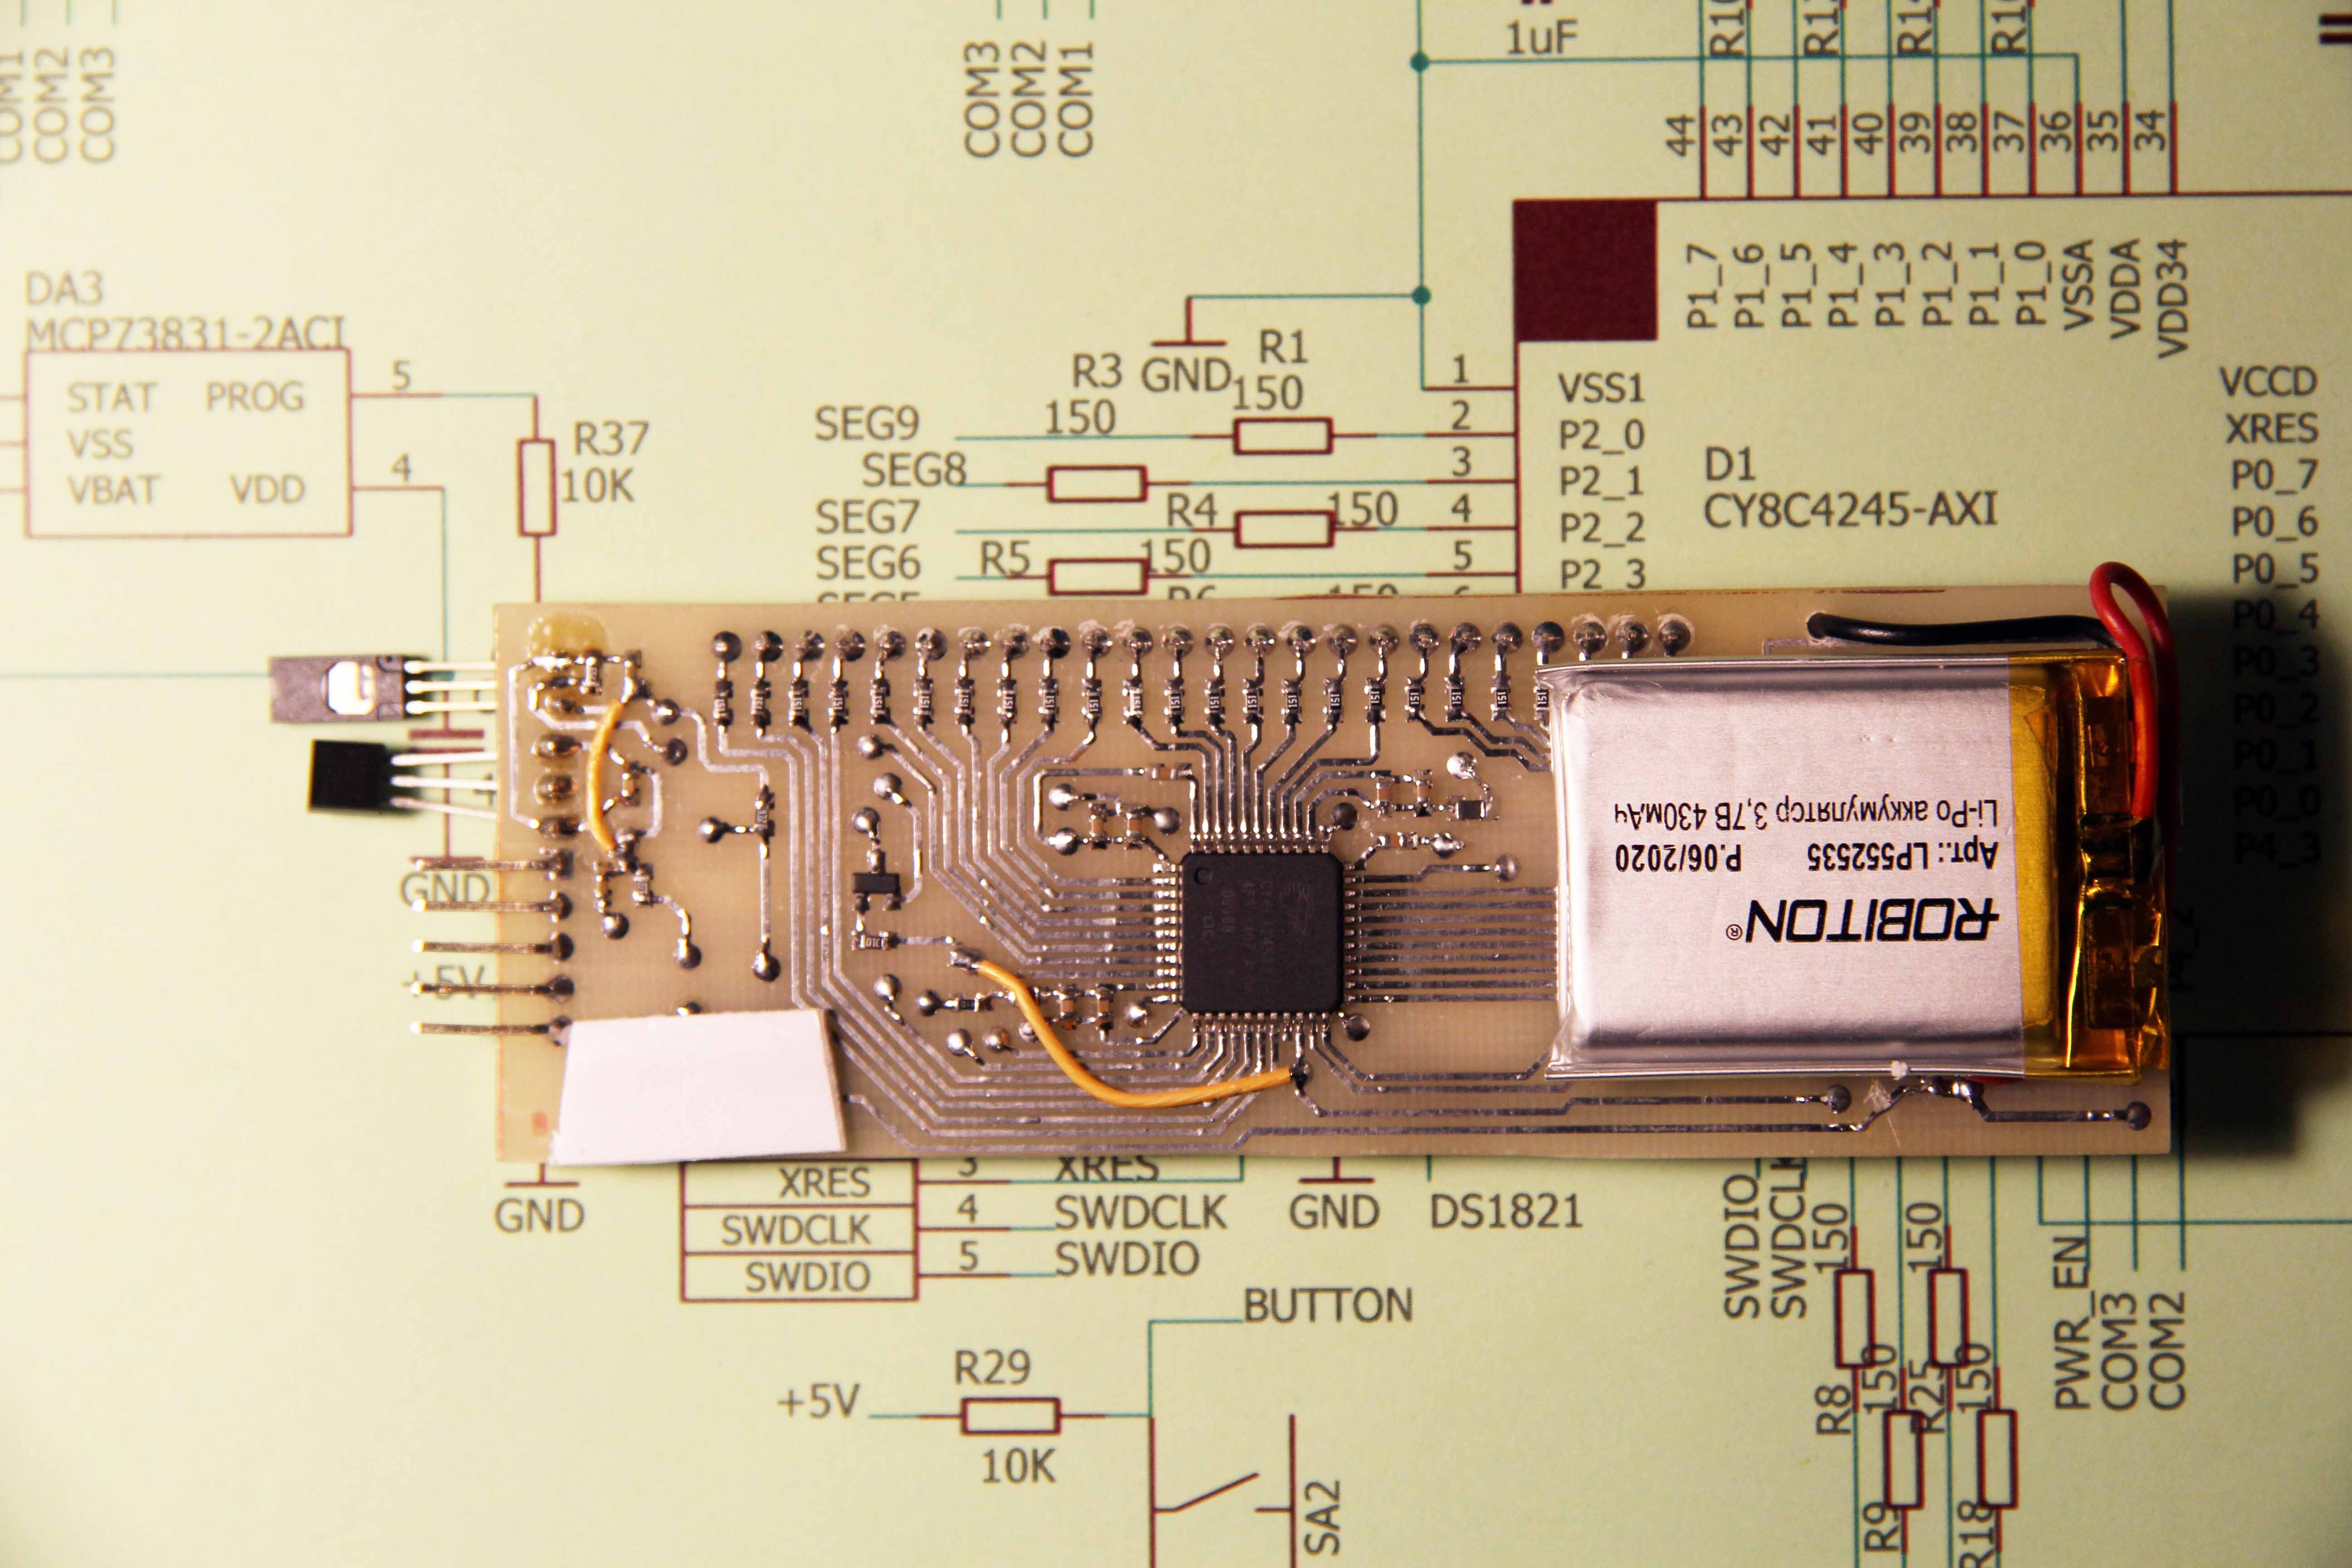 COM1
COM2
COM3
COM3
COM2
COM1
1uF
44
43
42
41
40
39
38
37
36
35
34
P1_7
P1_6
P1_5
P1_4
P1_3
P1_2
P1_1
P1_0
VSSA
VDDA
VDD34
DA3
MCP73831-2ACI
STAT PROG
VSS
VBAT VDD
5
4
R37
10K
GND
R3
150
R1
150
SEG9
SEG8
SEG7
SEG6
R4 150
R5 150
1
2
3
4
5
VSS1
P2_0
P2_1
P2_2
P2_3
D1
CY8C4245-AXI
VCCD
XRES
P0_7
P0_6
P0_5
P0_4
P0_3
P0_2
P0_1
P0_0
P4_3
ROBITON®
Арт.: LP552535 P.06/2020
Li-Po аккумулятор 3,7В 430мАч
GND
+5V
GND
XRES 3 XRES
SWDCLK 4 SWDCLK
SWDIO 5 SWDIO
GND
DS1821
BUTTON
+5V
R29
10K
SA2
SWDIO
SWDCLK
150
R8
150
R9
150
R25
150
R18
PWR_EN
COM3
COM2